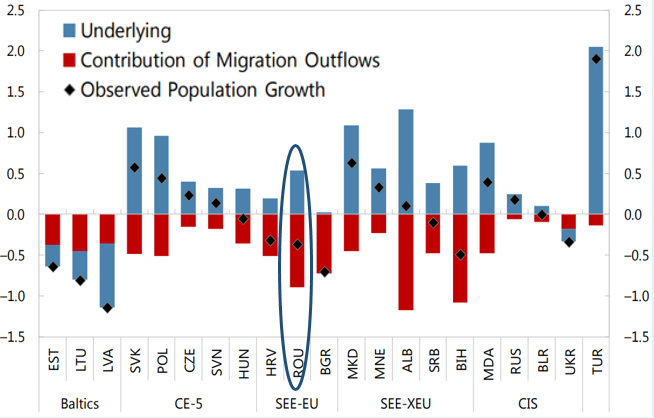 2.5 2.5
Underlying
2.0 2.0
Contribution of Migration Outflows
1.5 1.5
Observed Population Growth
1.0 1.0
0.5 0.5
0.0 0.0
−0.5 −0.5
−1.0 −1.0
−1.5 −1.5
EST LTU LVA SVK POL CZE SVN HUN HRV ROU BGR MKD MNE ALB SRB BIH MDA RUS BLR UKR TUR
Baltics CE-5 SEE-EU SEE-XEU CIS